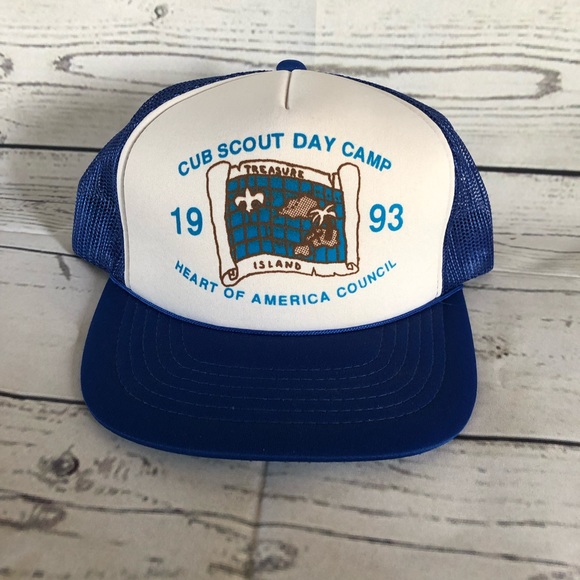 CUB SCOUT DAY CAMP
TREASURE
19 93
ISLAND
HEART OF AMERICA COUNCIL